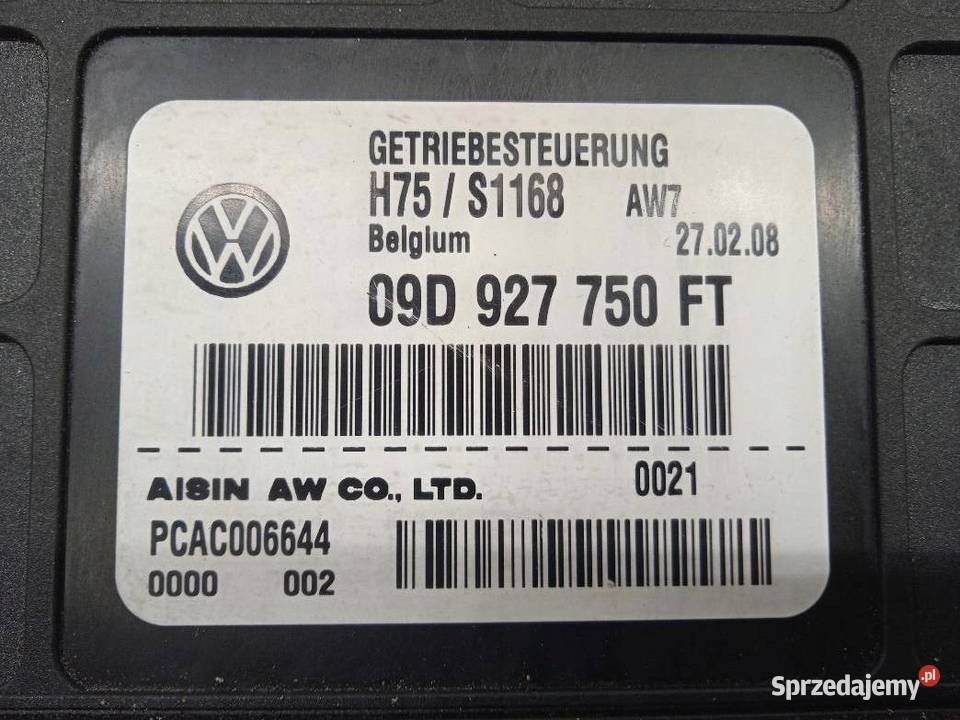 GETRIEBESTEUERUNG
H75 / S1168 AW7
Belgium 27.02.08
09D 927 750 FT
AISIN AW CO., LTD. 0021
PCAC006644
0000 002
Sprzedajemy.pl